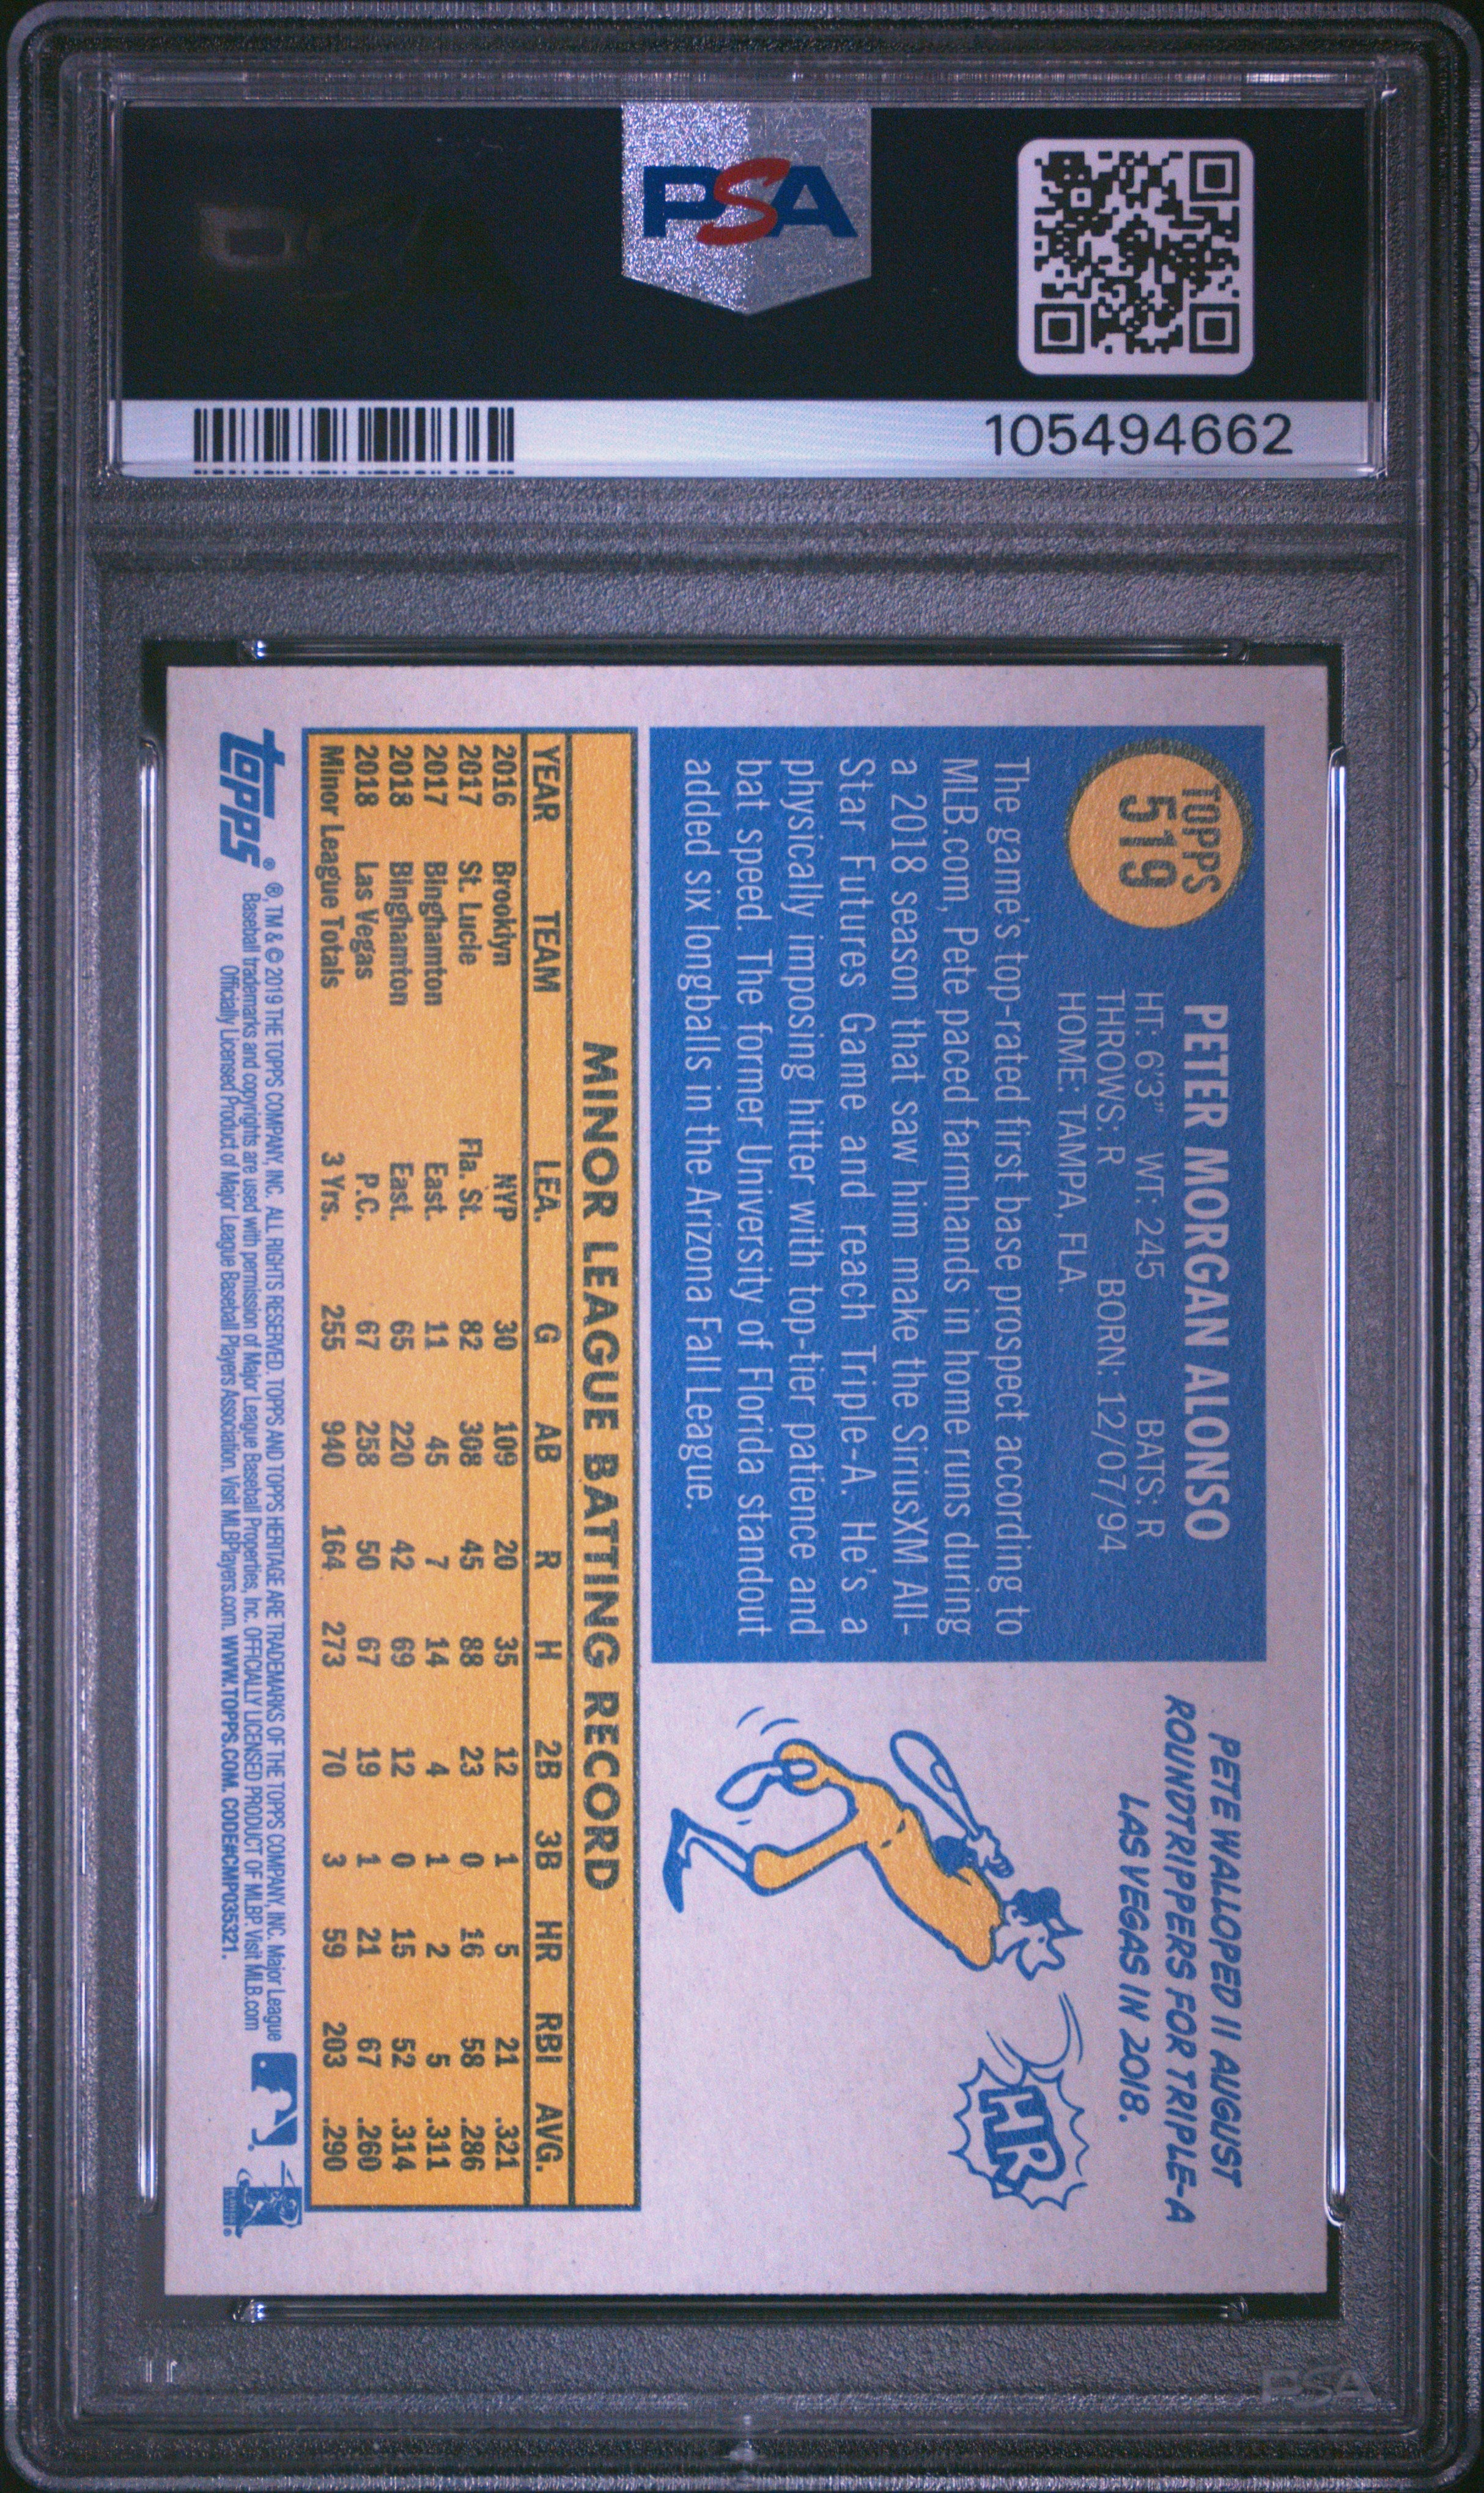 PSA
105494662
TOPPS
519
PETER MORGAN ALONSO
HT: 6'3" WT: 245 BATS: R
THROWS: R BORN: 12/07/94
HOME: TAMPA, FLA.
The game's top-rated first base prospect according to
MLB.com, Pete paced farmhands in home runs during
a 2018 season that saw him make the SiriusXM All-
Star Futures Game and reach Triple-A. He's a
physically imposing hitter with top-tier patience and
bat speed. The former University of Florida standout
added six longballs in the Arizona Fall League.
PETE WALLOPED 11 AUGUST
ROUNDTRIPPERS FOR TRIPLE-A
LAS VEGAS IN 2018.
HR
MINOR LEAGUE BATTING RECORD
YEAR TEAM LEA. G AB R H 2B 3B HR RBI AVG.
2016 Brooklyn NYP 30 109 20 35 12 1 5 21 .321
2017 St. Lucie Fla. St. 82 308 45 88 23 0 16 58 .286
2017 Binghamton East. 11 45 7 14 4 1 2 5 .311
2018 Binghamton East. 65 220 42 69 12 0 15 52 .314
2018 Las Vegas P.C. 67 258 50 67 19 1 21 67 .260
Minor League Totals 3 Yrs. 255 940 164 273 70 3 59 203 .290
topps®
® TM & © 2019 THE TOPPS COMPANY, INC. ALL RIGHTS RESERVED. TOPPS AND TOPPS HERITAGE ARE TRADEMARKS OF THE TOPPS COMPANY, INC. Major League
Baseball trademarks and copyrights are used with permission of Major League Baseball Properties, Inc. OFFICIALLY LICENSED PRODUCT OF MLBP. Visit MLB.com
Officially Licensed Product of Major League Baseball Players Association. Visit MLBPlayers.com. WWW.TOPPS.COM. CODE#CMP035321.
PSA